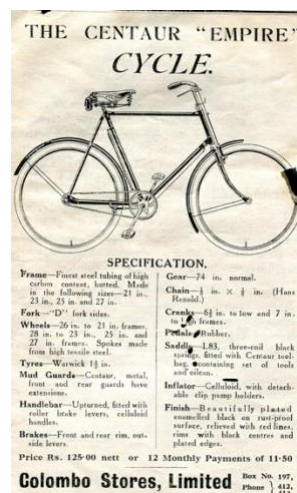 THE CENTAUR "EMPIRE"
CYCLE.
SPECIFICATION.
Frame—Finest steel tubing of high
carbon content, butted. Made
in the following sizes—21 in.,
23 in., 25 in. and 27 in.
Fork—"D" fork sides.
Wheels—26 in. to 21 in. frames.
28 in. to 23 in., 25 in. and
27 in. frames. Spokes made
from high tensile steel.
Tyres—Warwick 1½ in.
Mud Guards—Centaur, metal,
front and rear guards have
extensions.
Handlebar—Upturned, fitted with
roller brake levers, celluloid
handles.
Brakes—Front and rear rim, out-
side levers.
Gear—74 in. normal.
Chain—½ in. × in. (Hans
Renold.)
Cranks—6½ in. to low and 7 in.
to high frames.
Pedals—Rubber.
Saddle—L83, three-coil black
springs, fitted with Centaur tool-
bag, containing set of tools
and oilcan.
Inflator—Celluloid, with detach-
able clip pump holders.
Finish—Beautifully plated
enamelled black on rust-proof
surface, relieved with red lines,
rims with black centres and
plated edges.
Price Rs. 125·00 nett or 12 Monthly Payments of 11·50
Colombo Stores, Limited
Box No. 197,
Phone 412,